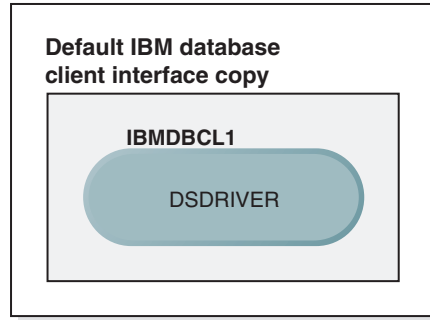 Default IBM database
client interface copy
IBMDBCL1
DSDRIVER